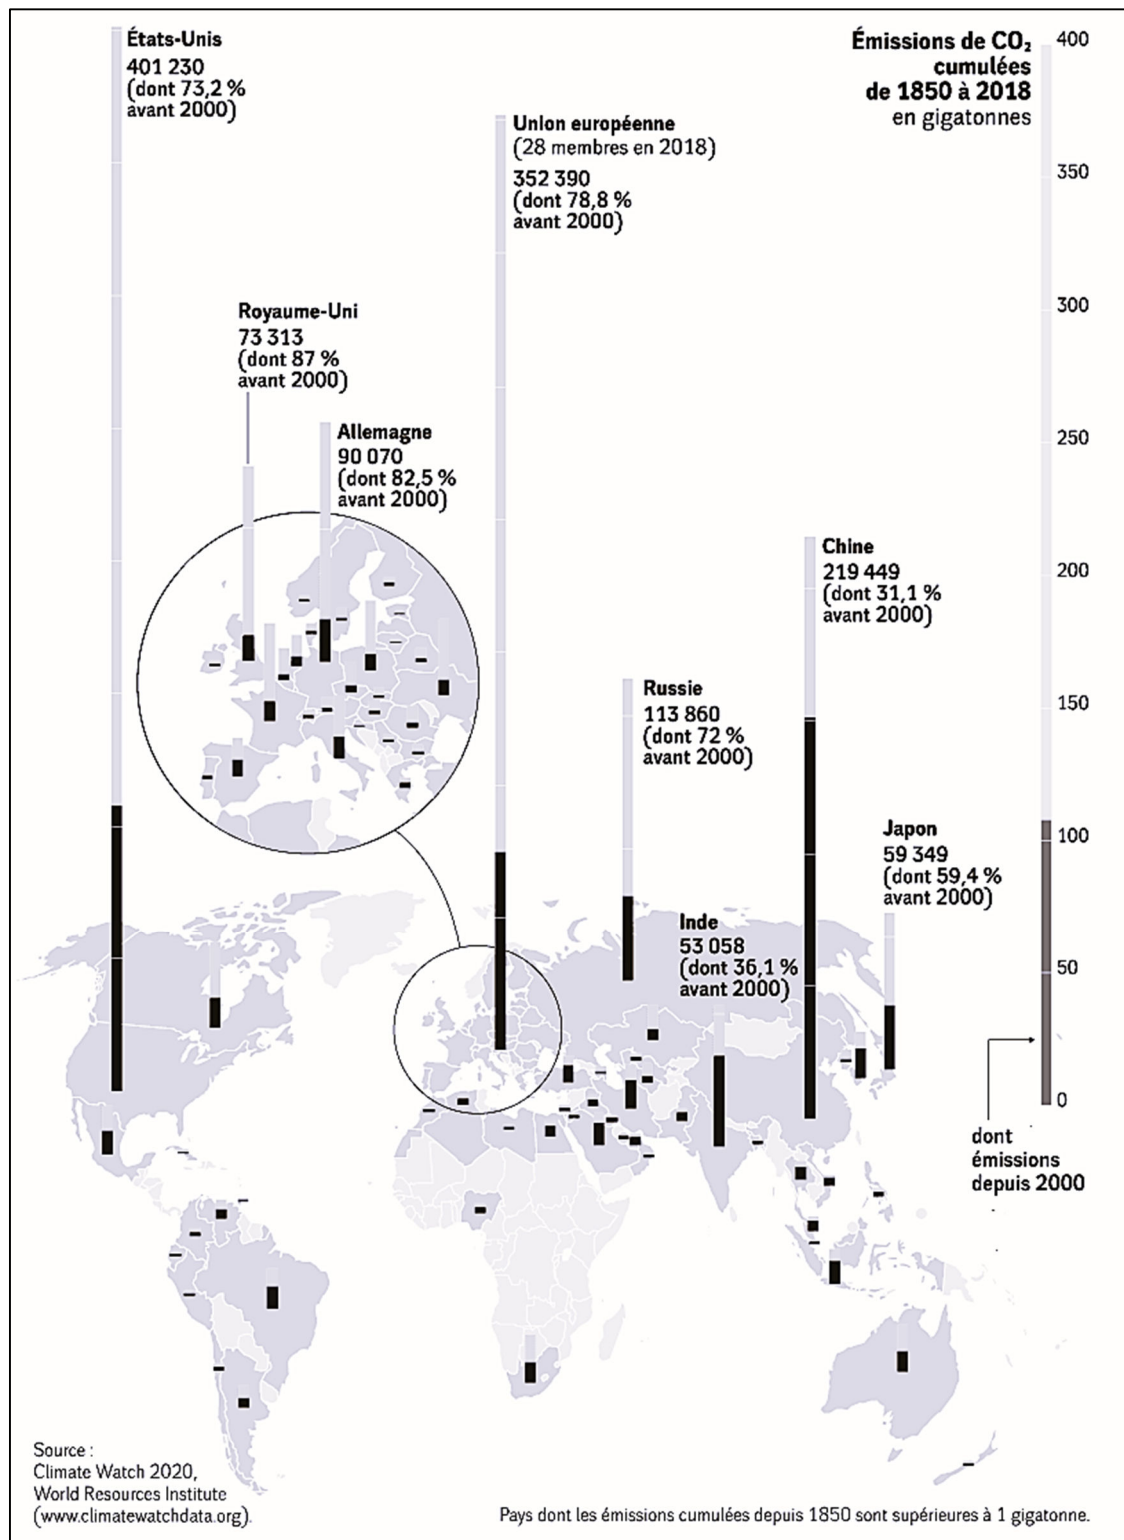 États-Unis
401 230
(dont 73,2 %
avant 2000)
Émissions de CO₂
cumulées
de 1850 à 2018
en gigatonnes
400
350
300
250
200
150
100
50
0
dont
émissions
depuis 2000
Union européenne
(28 membres en 2018)
352 390
(dont 78,8 %
avant 2000)
Royaume-Uni
73 313
(dont 87 %
avant 2000)
Allemagne
90 070
(dont 82,5 %
avant 2000)
Chine
219 449
(dont 31,1 %
avant 2000)
Russie
113 860
(dont 72 %
avant 2000)
Japon
59 349
(dont 59,4 %
avant 2000)
Inde
53 058
(dont 36,1 %
avant 2000)
Source :
Climate Watch 2020,
World Resources Institute
(www.climatewatchdata.org).
Pays dont les émissions cumulées depuis 1850 sont supérieures à 1 gigatonne.